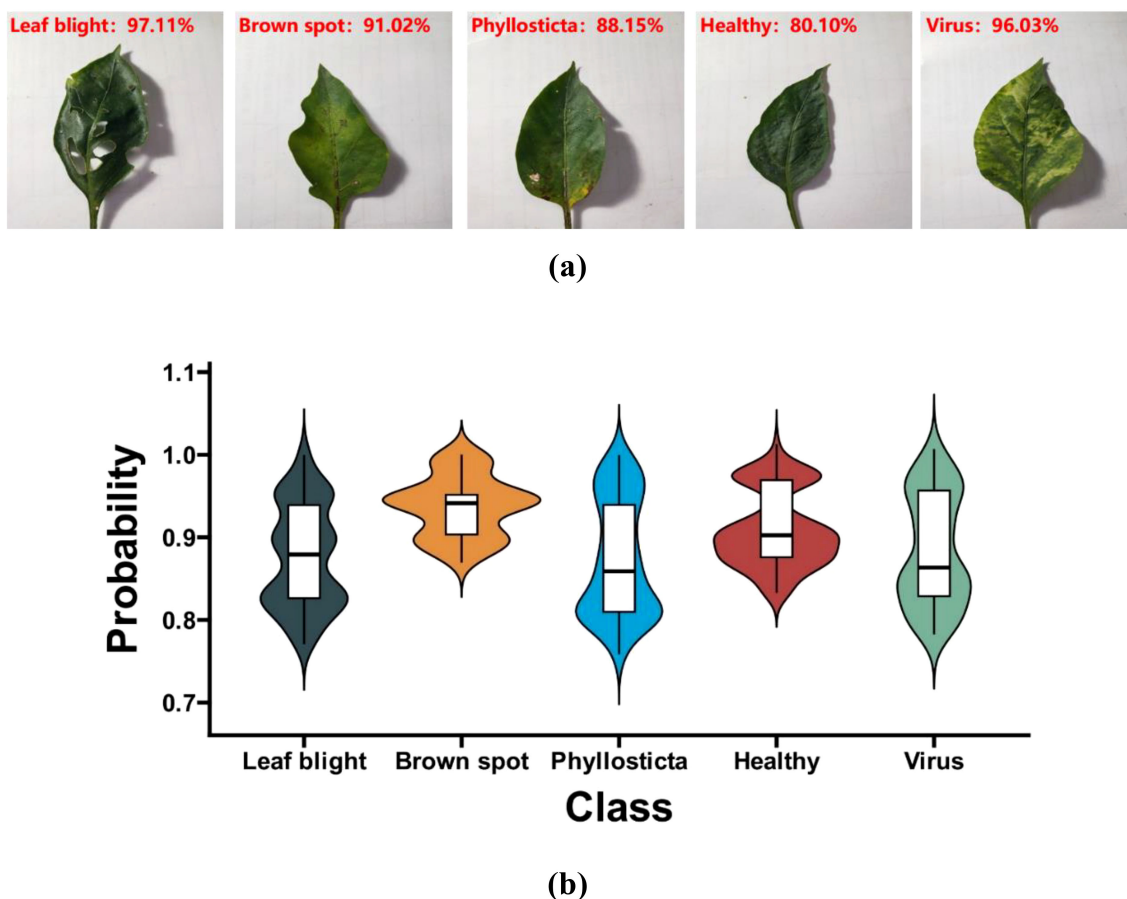 Leaf blight: 97.11%
Brown spot: 91.02%
Phyllosticta: 88.15%
Healthy: 80.10%
Virus: 96.03%
(a)
1.1
1.0
0.9
0.8
0.7
Probability
Leaf blight
Brown spot
Phyllosticta
Healthy
Virus
Class
(b)